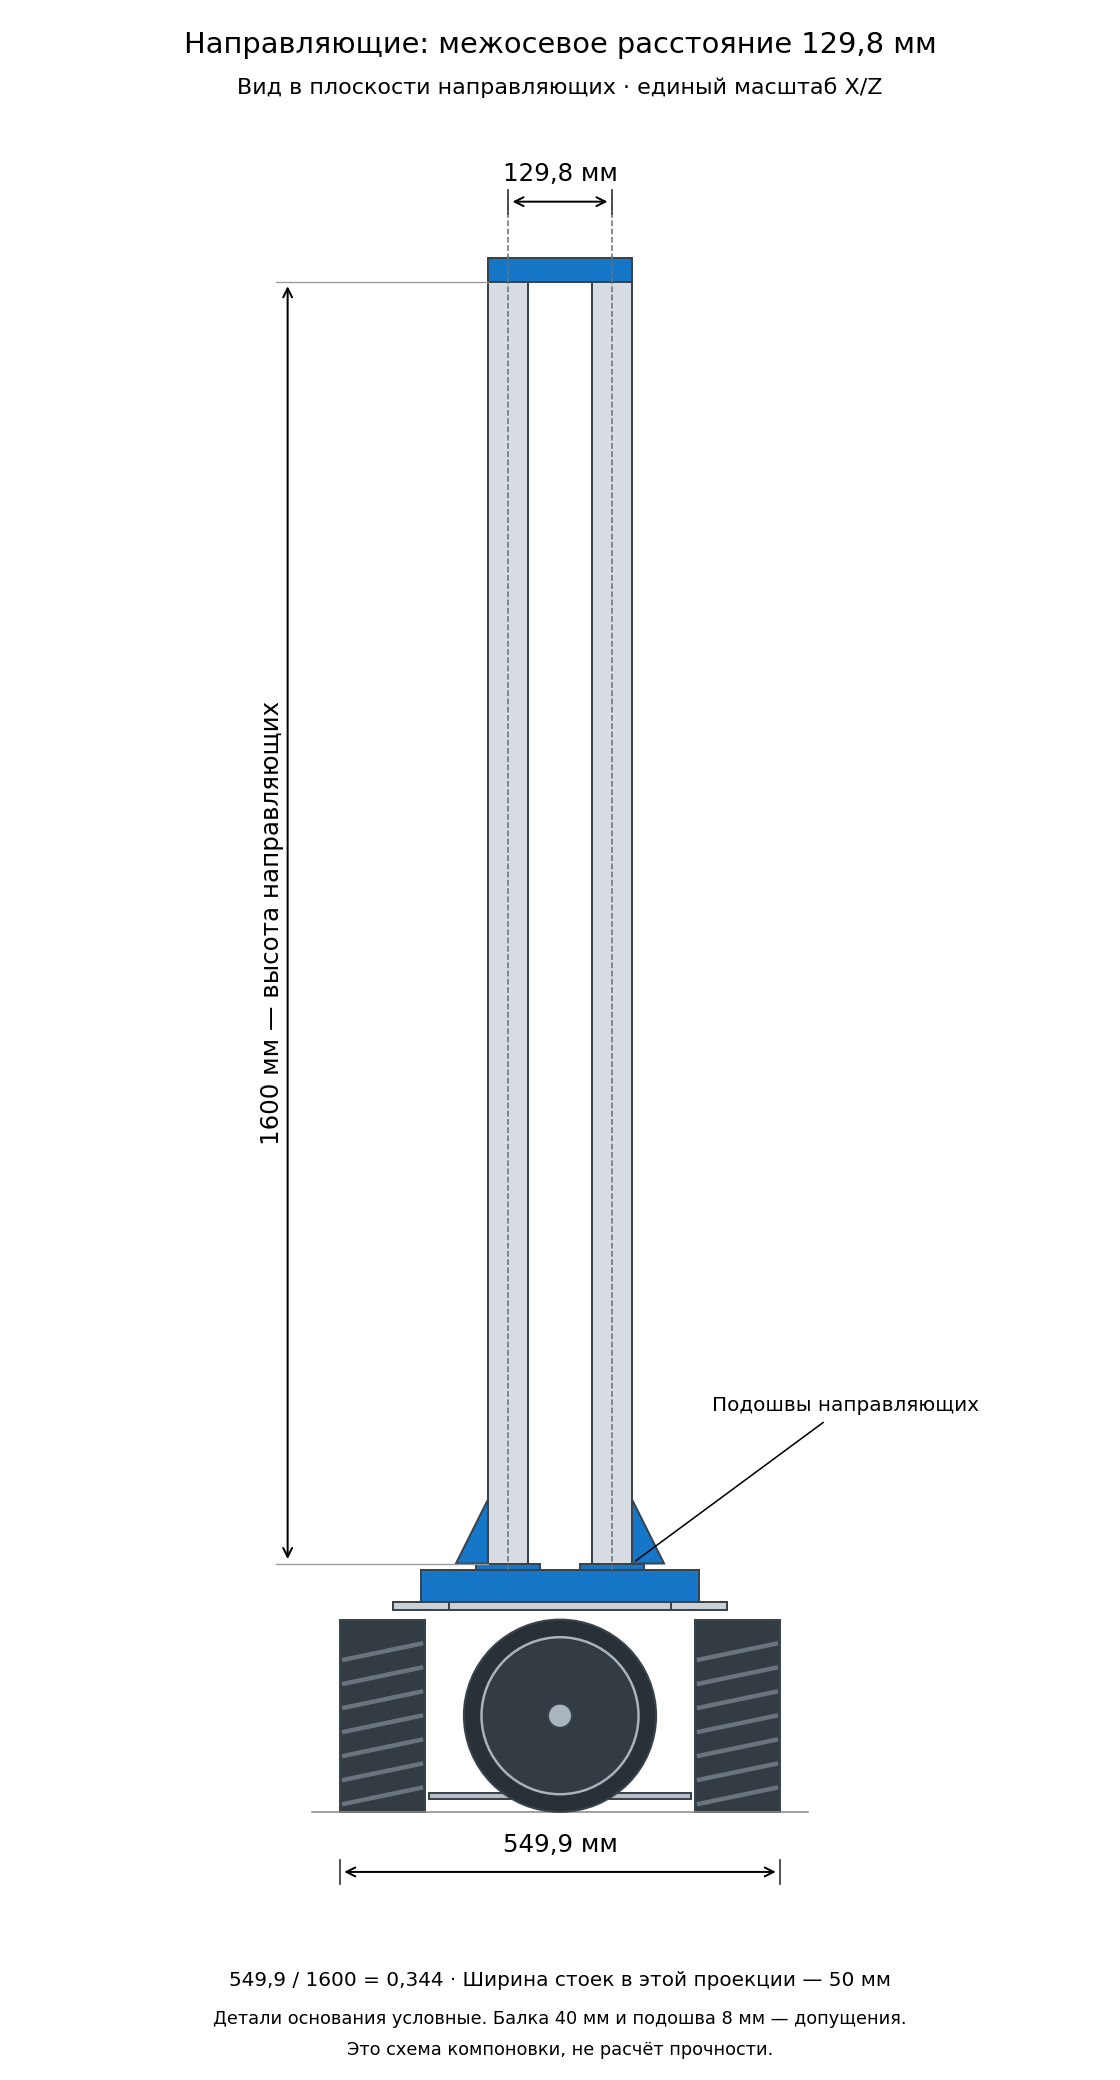 Направляющие: межосевое расстояние 129,8 мм
Вид в плоскости направляющих · единый масштаб X/Z
129,8 мм
1600 мм — высота направляющих
Подошвы направляющих
549,9 мм
549,9 / 1600 = 0,344 · Ширина стоек в этой проекции — 50 мм
Детали основания условные. Балка 40 мм и подошва 8 мм — допущения.
Это схема компоновки, не расчёт прочности.